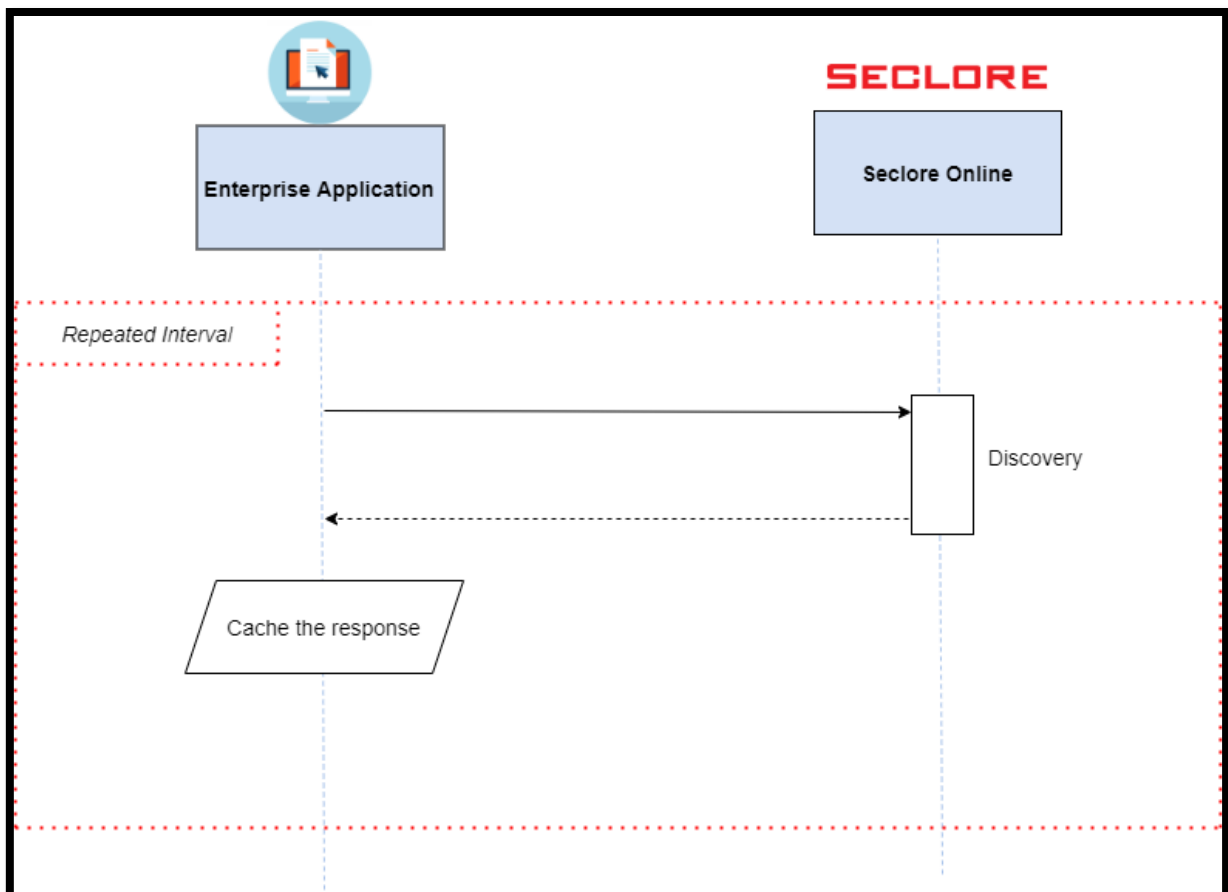 SECLORE
Enterprise Application
Seclore Online
Repeated Interval
Discovery
Cache the response